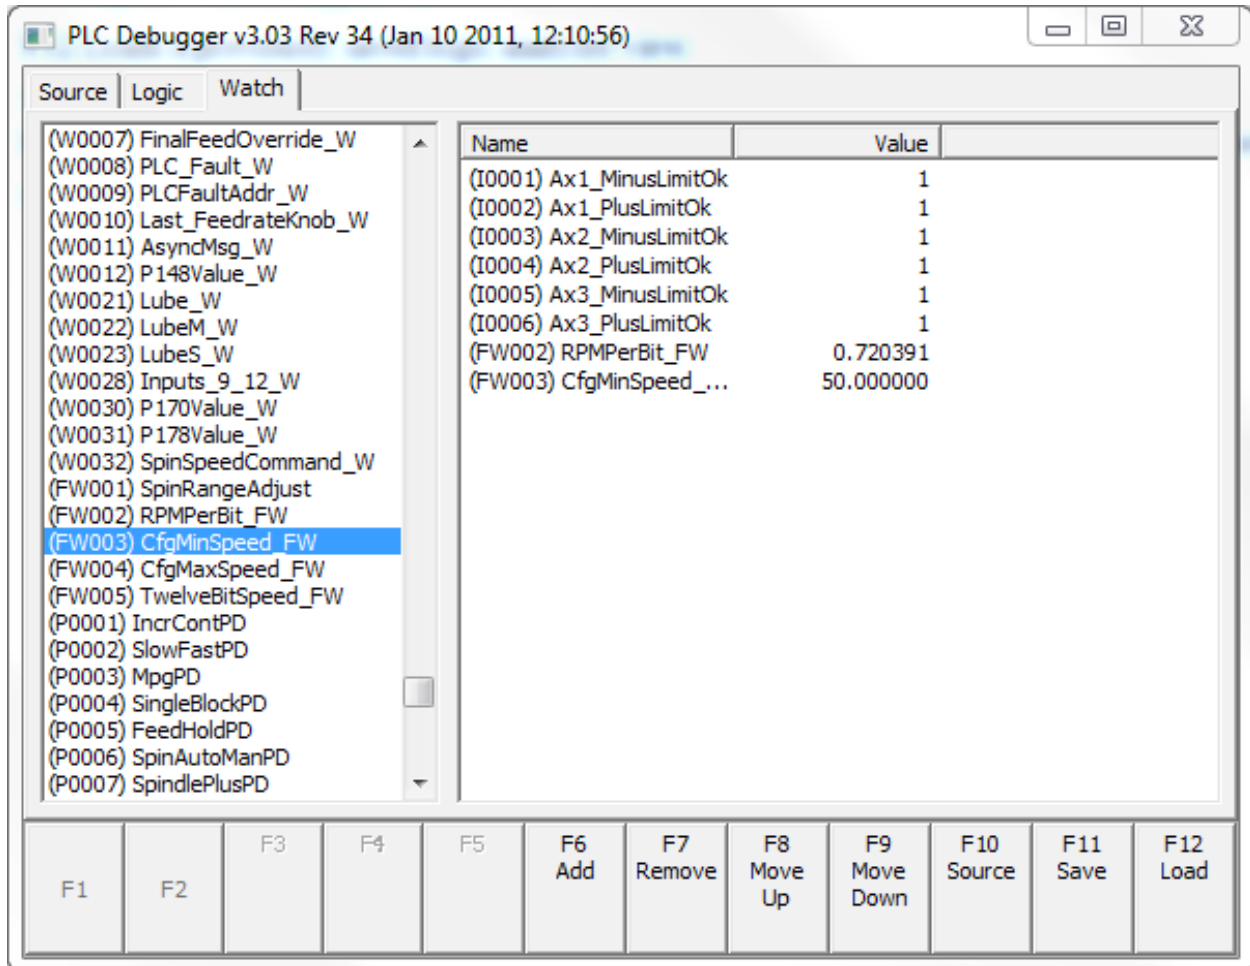 PLC Debugger v3.03 Rev 34 (Jan 10 2011, 12:10:56)
Source Logic Watch
(W0007) FinalFeedOverride_W
(W0008) PLC_Fault_W
(W0009) PLCFaultAddr_W
(W0010) Last_FeedrateKnob_W
(W0011) AsyncMsg_W
(W0012) P148Value_W
(W0021) Lube_W
(W0022) LubeM_W
(W0023) LubeS_W
(W0028) Inputs_9_12_W
(W0030) P170Value_W
(W0031) P178Value_W
(W0032) SpinSpeedCommand_W
(FW001) SpinRangeAdjust
(FW002) RPMPerBit_FW
(FW003) CfgMinSpeed_FW
(FW004) CfgMaxSpeed_FW
(FW005) TwelveBitSpeed_FW
(P0001) IncrContPD
(P0002) SlowFastPD
(P0003) MpgPD
(P0004) SingleBlockPD
(P0005) FeedHoldPD
(P0006) SpinAutoManPD
(P0007) SpindlePlusPD
Name Value
(I0001) Ax1_MinusLimitOk 1
(I0002) Ax1_PlusLimitOk 1
(I0003) Ax2_MinusLimitOk 1
(I0004) Ax2_PlusLimitOk 1
(I0005) Ax3_MinusLimitOk 1
(I0006) Ax3_PlusLimitOk 1
(FW002) RPMPerBit_FW 0.720391
(FW003) CfgMinSpeed_... 50.000000
F1
F2
F3
F4
F5
F6
Add
F7
Remove
F8
Move
Up
F9
Move
Down
F10
Source
F11
Save
F12
Load